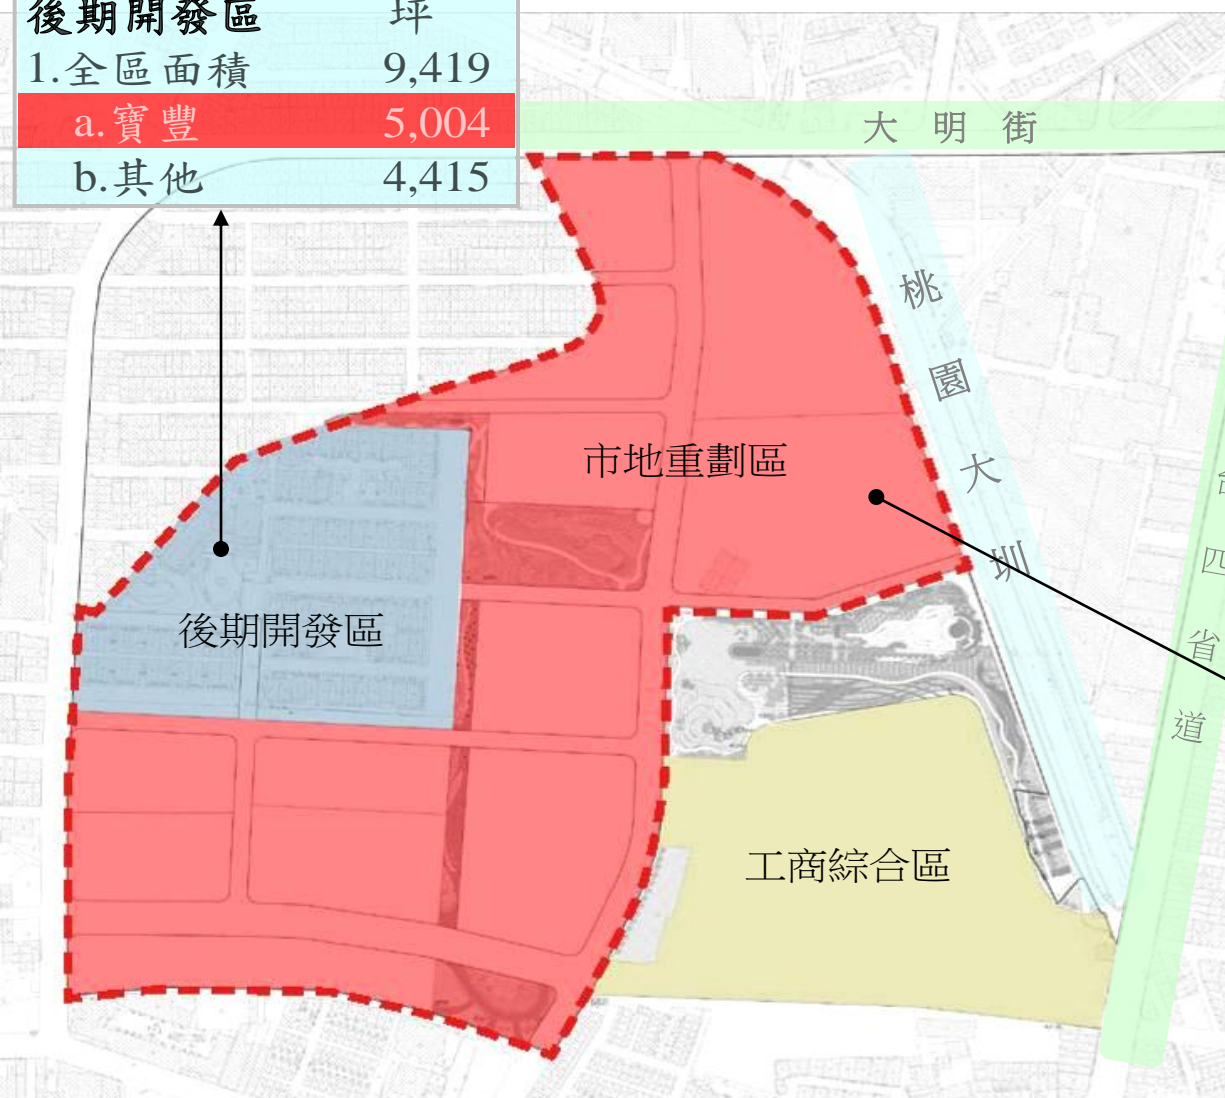 後期開發區 坪
1.全區面積 9,419
a.寶豐 5,004
b.其他 4,415
大明街
桃園大圳
市地重劃區
後期開發區
工商綜合區
台四省道